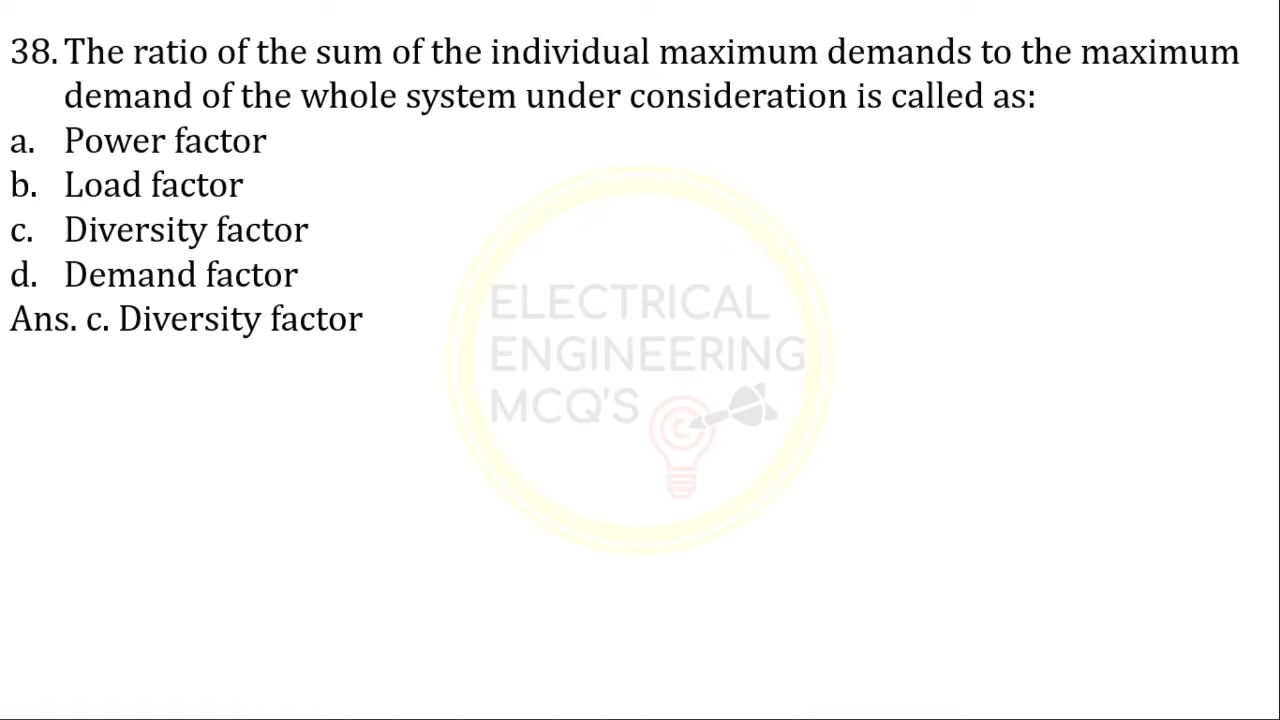 38. The ratio of the sum of the individual maximum demands to the maximum
demand of the whole system under consideration is called as:
a. Power factor
b. Load factor
c. Diversity factor
d. Demand factor
Ans. c. Diversity factor
ELECTRICAL
ENGINEERING
MCQ'S